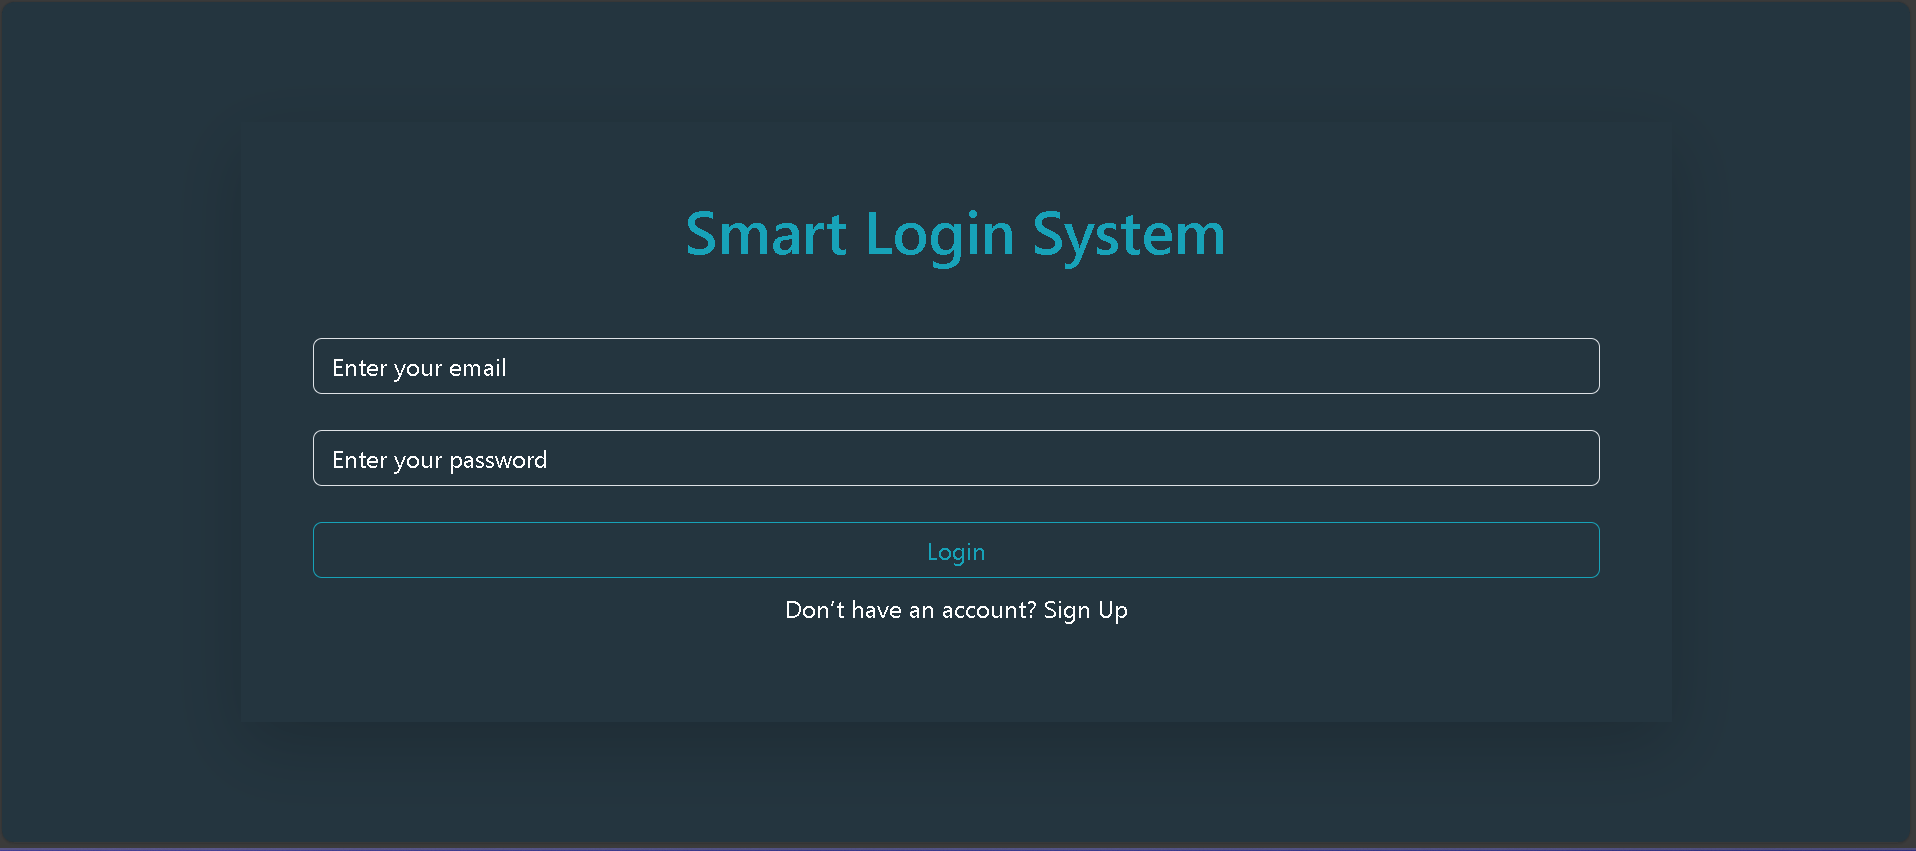 Smart Login System
Enter your email
Enter your password
Login
Don’t have an account? Sign Up